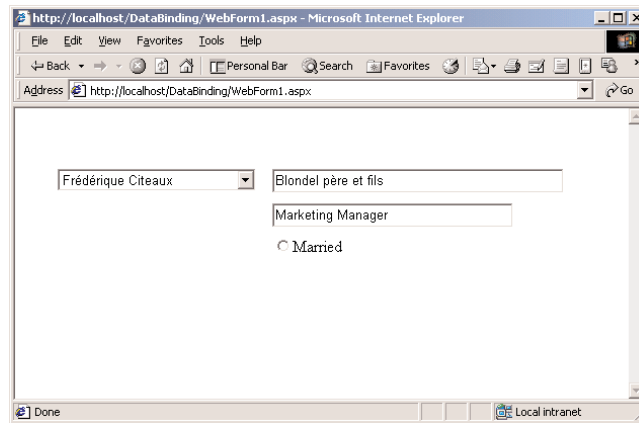 http://localhost/DataBinding/WebForm1.aspx - Microsoft Internet Explorer
File Edit View Favorites Tools Help
Back Personal Bar Search Favorites
Address http://localhost/DataBinding/WebForm1.aspx Go
Frédérique Citeaux Blondel père et fils
Marketing Manager
Married
Done Local intranet